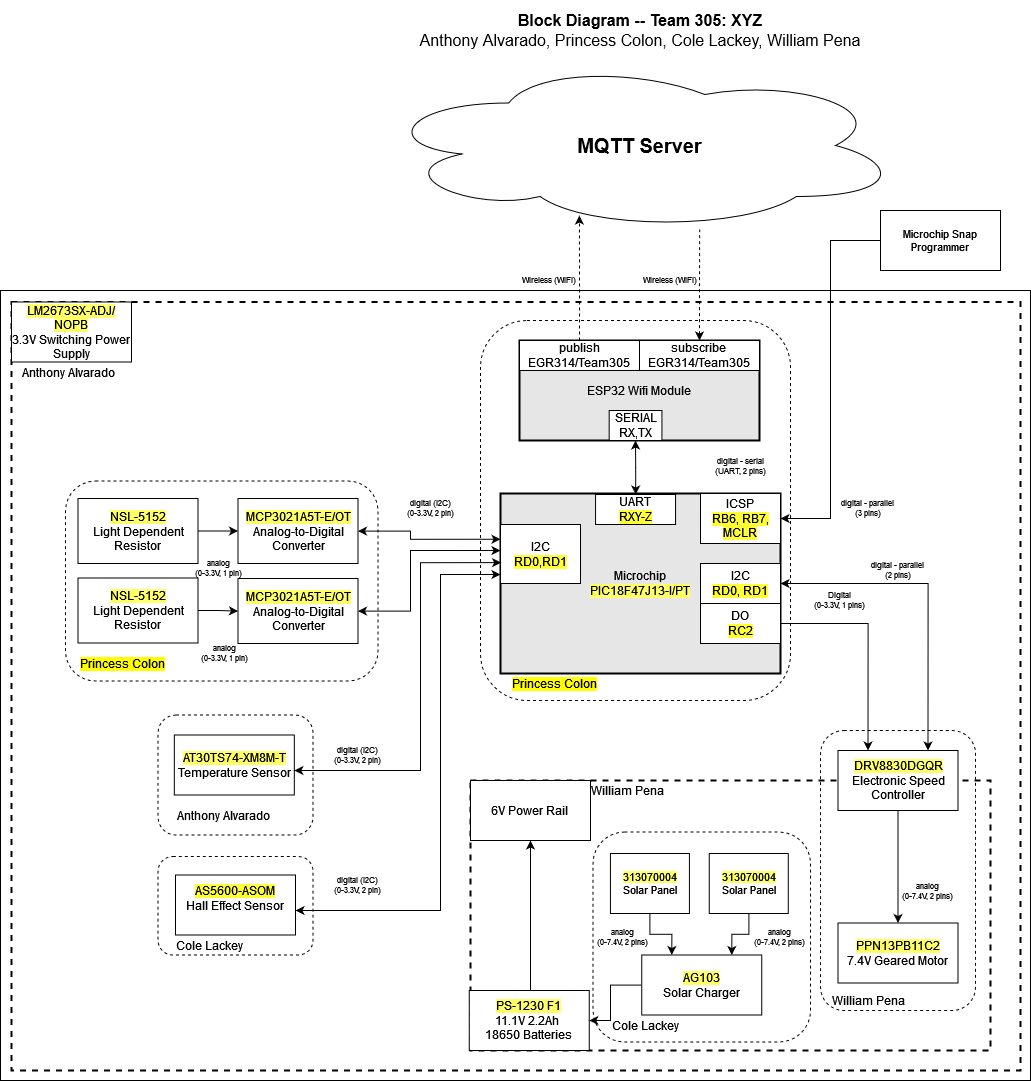 Block Diagram -- Team 305: XYZ
Anthony Alvarado, Princess Colon, Cole Lackey, William Pena
MQTT Server
Microchip Snap
Programmer
Wireless (WIFI)
Wireless (WIFI)
LM2673SX-ADJ/
NOPB
3.3V Switching Power
Supply
Anthony Alvarado
publish
EGR314/Team305
subscribe
EGR314/Team305
ESP32 Wifi Module
SERIAL
RX,TX
digital - serial
(UART, 2 pins)
digital - parallel
(3 pins)
NSL-5152
Light Dependent
Resistor
MCP3021A5T-E/OT
Analog-to-Digital
Converter
analog
(0-3.3V, 1 pin)
digital (I2C)
(0-3.3V, 2 pin)
NSL-5152
Light Dependent
Resistor
MCP3021A5T-E/OT
Analog-to-Digital
Converter
analog
(0-3.3V, 1 pin)
Princess Colon
UART
RXY-Z
ICSP
RB6, RB7,
MCLR
I2C
RD0,RD1
Microchip
PIC18F47J13-I/PT
I2C
RD0, RD1
DO
RC2
Princess Colon
digital - parallel
(2 pins)
Digital
(0-3.3V, 1 pins)
AT30TS74-XM8M-T
Temperature Sensor
Anthony Alvarado
digital (I2C)
(0-3.3V, 2 pin)
AS5600-ASOM
Hall Effect Sensor
Cole Lackey
digital (I2C)
(0-3.3V, 2 pin)
6V Power Rail
William Pena
313070004
Solar Panel
313070004
Solar Panel
analog
(0-7.4V, 2 pins)
analog
(0-7.4V, 2 pins)
AG103
Solar Charger
Cole Lackey
PS-1230 F1
11.1V 2.2Ah
18650 Batteries
DRV8830DGQR
Electronic Speed
Controller
analog
(0-7.4V, 2 pins)
PPN13PB11C2
7.4V Geared Motor
William Pena